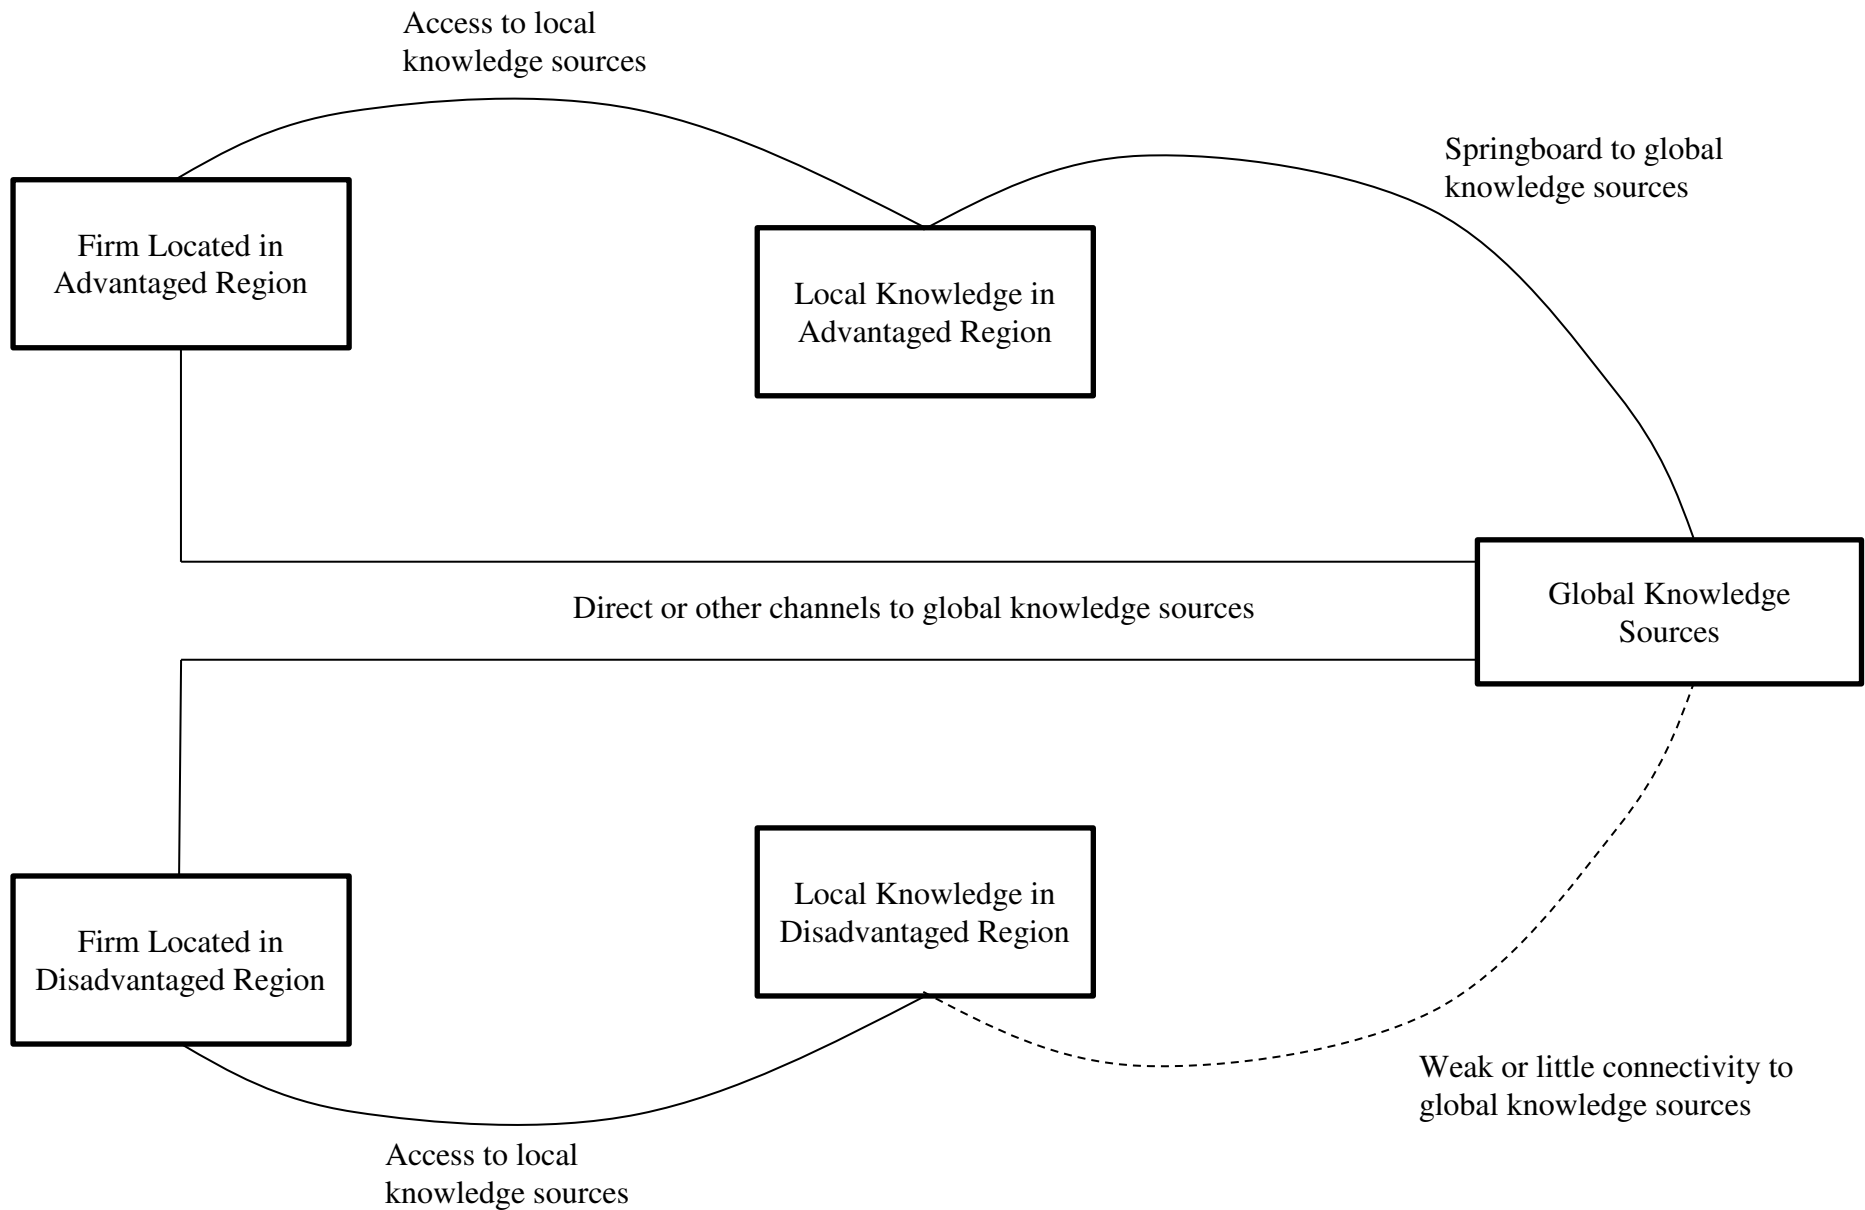 Access to local
knowledge sources
Springboard to global
knowledge sources
Firm Located in
Advantaged Region
Local Knowledge in
Advantaged Region
Direct or other channels to global knowledge sources
Global Knowledge
Sources
Local Knowledge in
Disadvantaged Region
Firm Located in
Disadvantaged Region
Weak or little connectivity to
global knowledge sources
Access to local
knowledge sources